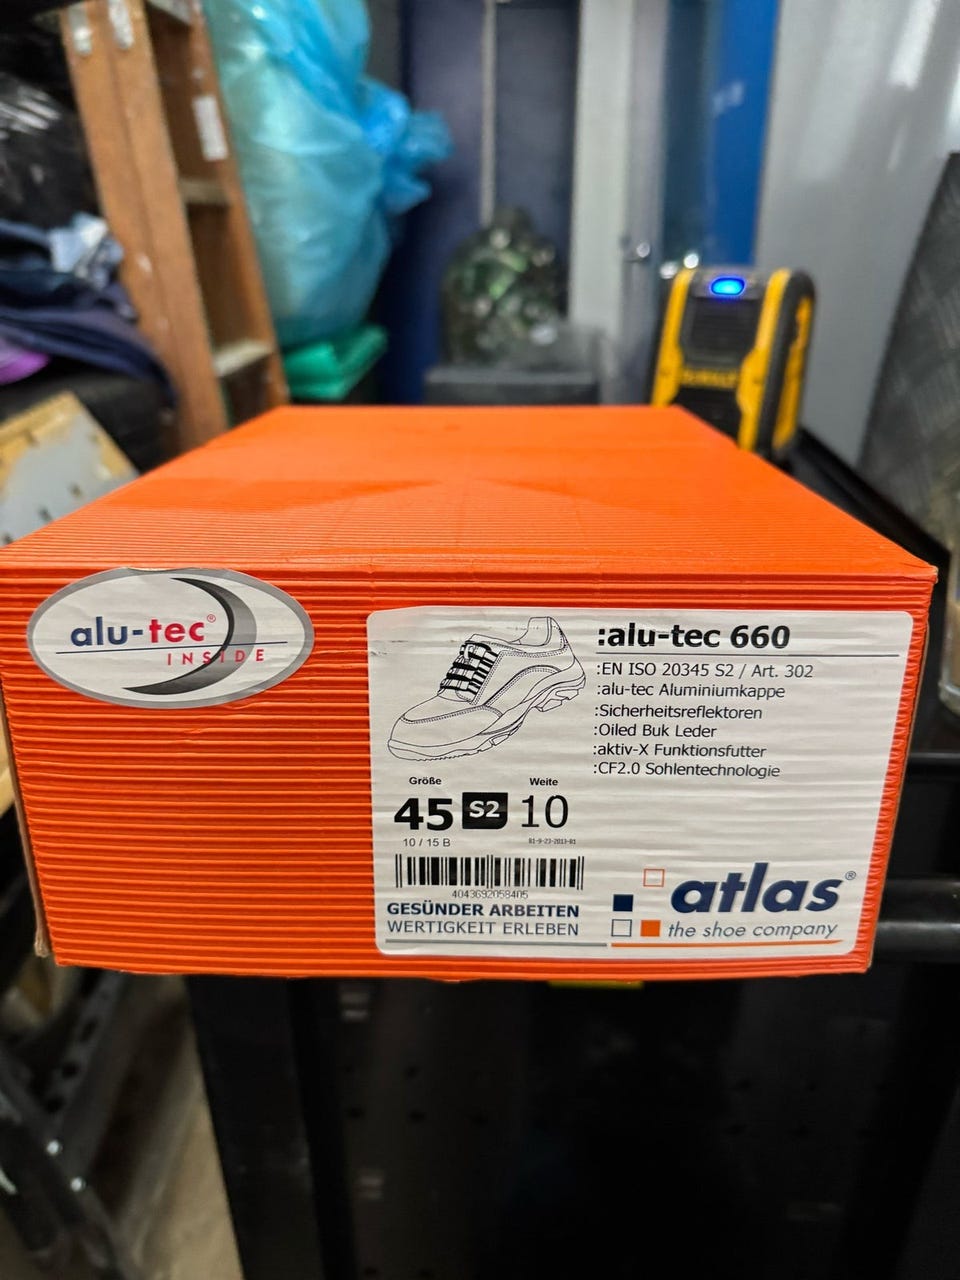 DEWALT
alu-tec®
INSIDE
:alu-tec 660
:EN ISO 20345 S2 / Art. 302
:alu-tec Aluminiumkappe
:Sicherheitsreflektoren
:Oiled Buk Leder
:aktiv-X Funktionsfutter
:CF2.0 Sohlentechnologie
Größe Weite
45 S2 10
10 / 15 B
4043692058405
GESÜNDER ARBEITEN
WERTIGKEIT ERLEBEN
atlas®
the shoe company